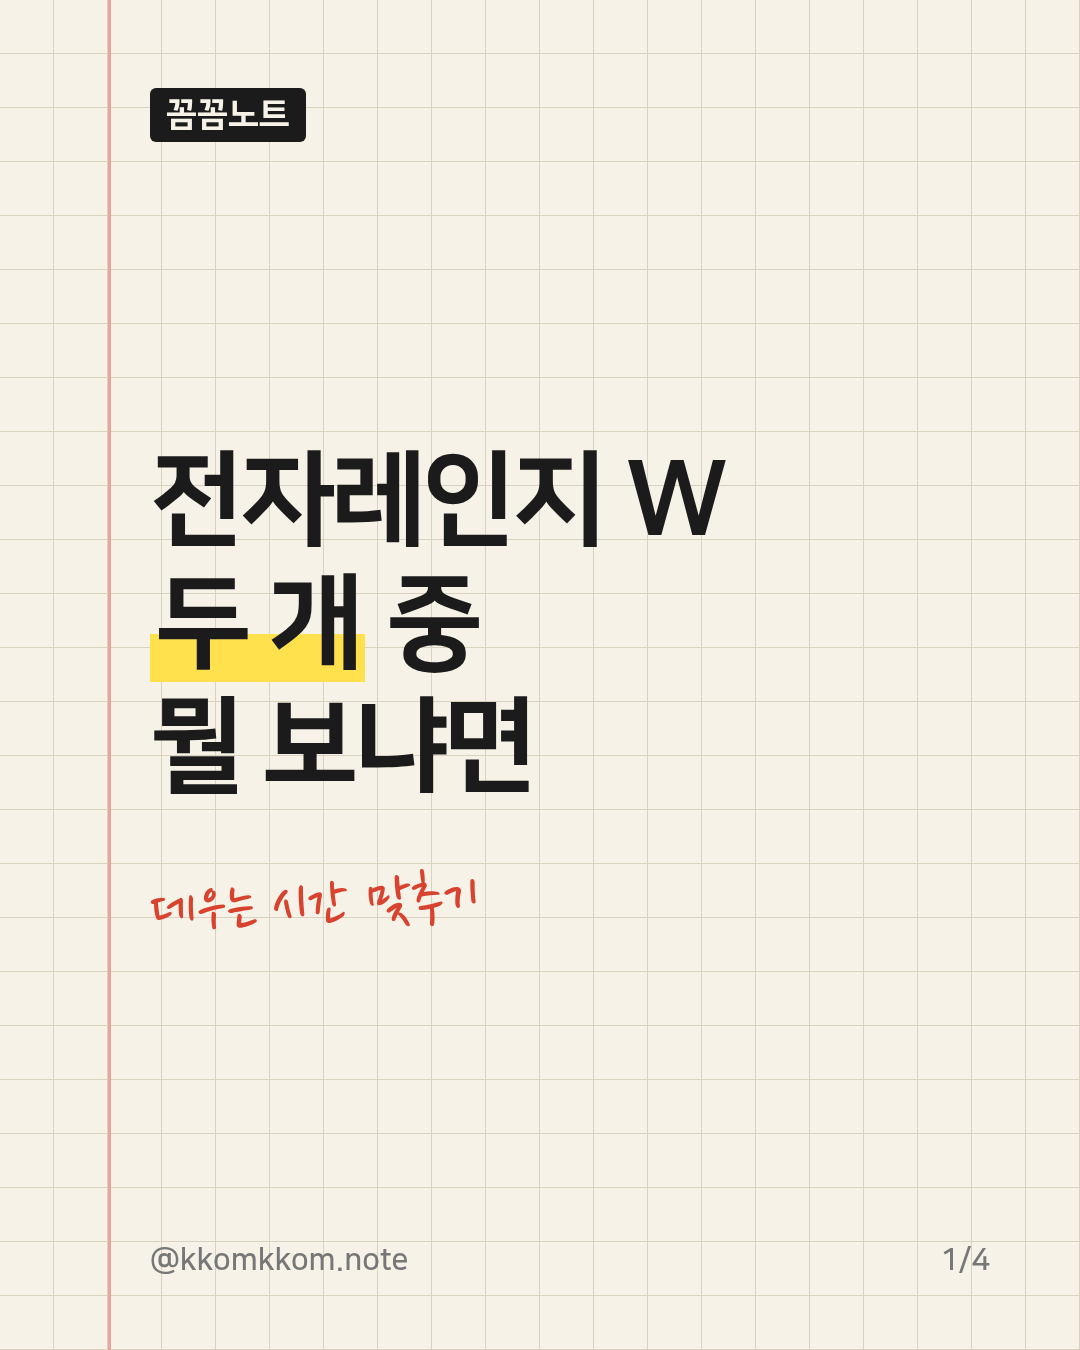 꼼꼼노트
전자레인지 W
두 개 중
뭘 보냐면
데우는 시간 맞추기
@kkomkkom.note
1/4